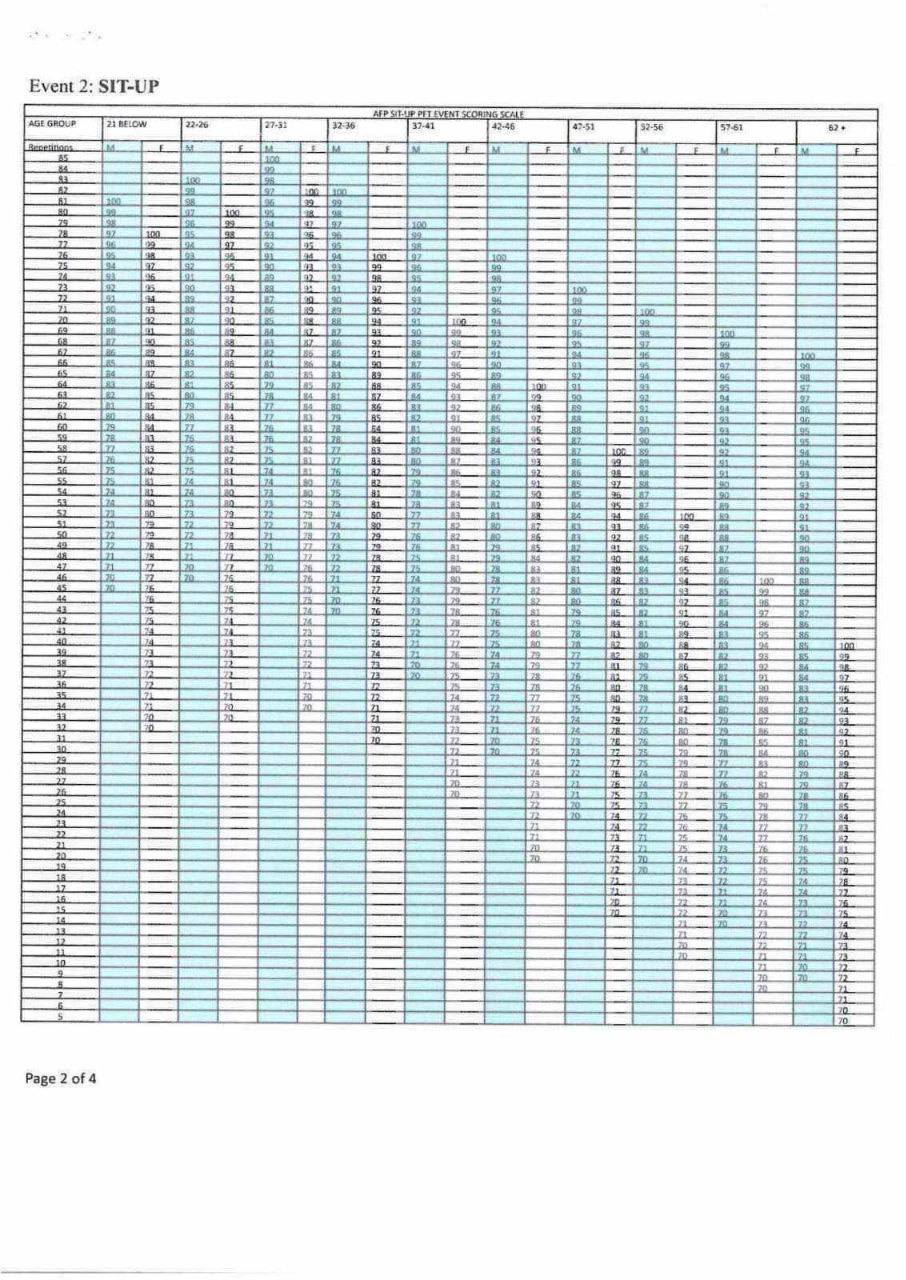 Event 2: SIT-UP
AFP SIT-UP PFT EVENT SCORING SCALE
AGE GROUP 21 BELOW 22-26 27-31 32-36 37-41 42-46 47-51 52-56 57-61 62 +
Repetitions M F M F M F M F M F M F M F M F M F M F
85 100
84 99
93 100 98
82 99 97 100 100
81 100 98 96 99 99
80 99 97 100 95 98 98
79 98 96 99 94 97 97 100
78 97 100 95 98 93 96 96 99
77 96 99 94 97 92 95 95 98
76 95 98 93 96 91 94 94 100 97 100
75 94 97 92 95 90 93 93 99 96 99
74 93 96 91 94 89 92 92 98 95 98
73 92 95 90 93 88 91 91 97 94 97 100
72 91 94 89 92 87 90 90 96 93 96 99
71 90 93 88 91 86 89 89 95 92 95 98 100
70 89 92 87 90 85 88 88 94 91 100 94 97 99
69 88 91 86 89 84 87 87 93 90 99 93 96 98 100
68 87 90 85 88 83 87 86 92 89 98 92 95 97 99
67 86 89 84 87 82 86 85 91 88 97 91 94 96 98 100
66 85 88 83 86 81 86 84 90 87 96 90 93 95 97 99
65 84 87 82 86 80 85 83 89 86 95 89 92 94 96 98
64 83 86 81 85 79 85 82 88 85 94 88 100 91 93 95 97
63 82 85 80 85 78 84 81 87 84 93 87 99 90 92 94 97
62 81 85 79 84 77 84 80 86 83 92 86 98 89 91 94 96
61 80 84 78 84 77 83 79 85 82 91 85 97 88 91 93 96
60 79 84 77 83 76 83 78 84 81 90 85 96 88 90 93 95
59 78 83 76 83 76 82 78 84 81 89 84 95 87 90 92 95
58 77 83 76 82 75 82 77 83 80 88 84 94 87 100 89 92 94
57 76 82 75 82 75 81 77 83 80 87 83 93 86 99 89 91 94
56 75 82 75 81 74 81 76 82 79 86 83 92 86 98 88 91 93
55 75 81 74 81 74 80 76 82 79 85 82 91 85 97 88 90 93
54 74 81 74 80 73 80 75 81 78 84 82 90 85 96 87 90 92
53 74 80 73 80 73 79 75 81 78 83 81 89 84 95 87 89 92
52 73 80 73 79 72 79 74 80 77 83 81 88 84 94 86 100 89 91
51 73 79 72 79 72 78 74 80 77 82 80 87 83 93 86 99 88 91
50 72 79 72 78 71 78 73 79 76 82 80 86 83 92 85 98 88 90
49 72 78 71 78 71 77 73 79 76 81 79 85 82 91 85 97 87 90
48 71 78 71 77 70 77 72 78 75 81 79 84 82 90 84 96 87 89
47 71 77 70 77 70 76 72 78 75 80 78 83 81 89 84 95 86 89
46 70 77 70 76 76 71 77 74 80 78 83 81 88 83 94 86 100 88
45 70 76 76 75 71 77 74 79 77 82 80 87 83 93 85 99 88
44 76 75 75 70 76 73 79 77 82 80 86 82 92 85 98 87
43 75 75 74 70 76 73 78 76 81 79 85 82 91 84 97 87
42 75 74 74 75 72 78 76 81 79 84 81 90 84 96 86
41 74 74 73 75 72 77 75 80 78 83 81 89 83 95 86
40 74 73 73 74 71 77 75 80 78 82 80 88 83 94 85 100
39 73 73 72 74 71 76 74 79 77 82 80 87 82 93 85 99
38 73 72 72 73 70 76 74 79 77 81 79 86 82 92 84 98
37 72 72 71 73 70 75 73 78 76 81 79 85 81 91 84 97
36 72 71 71 72 75 73 78 76 80 78 84 81 90 83 96
35 71 71 70 72 74 72 77 75 80 78 83 80 89 83 95
34 71 70 70 71 74 72 77 75 79 77 82 80 88 82 94
33 70 70 71 73 71 76 74 79 77 81 79 87 82 93
32 70 70 73 71 76 74 78 76 80 79 86 81 92
31 70 72 70 75 73 78 76 80 78 85 81 91
30 72 70 75 73 77 75 79 78 84 80 90
29 71 74 72 77 75 79 77 83 80 89
28 71 74 72 76 74 78 77 82 79 88
27 70 73 71 76 74 78 76 81 79 87
26 70 73 71 75 73 77 76 80 78 86
25 72 70 75 73 77 75 79 78 85
24 72 70 74 72 76 75 78 77 84
23 71 74 72 76 74 77 77 83
22 71 73 71 75 74 77 76 82
21 70 73 71 75 73 76 76 81
20 70 72 70 74 73 76 75 80
19 72 70 74 72 75 75 79
18 71 73 72 75 74 78
17 71 73 71 74 74 77
16 70 72 71 74 73 76
15 70 72 70 73 73 75
14 71 70 73 72 74
13 71 72 72 74
12 70 72 71 73
11 70 71 71 73
10 71 70 72
9 70 70 72
8 70 71
7 71
6 70
5 70
Page 2 of 4